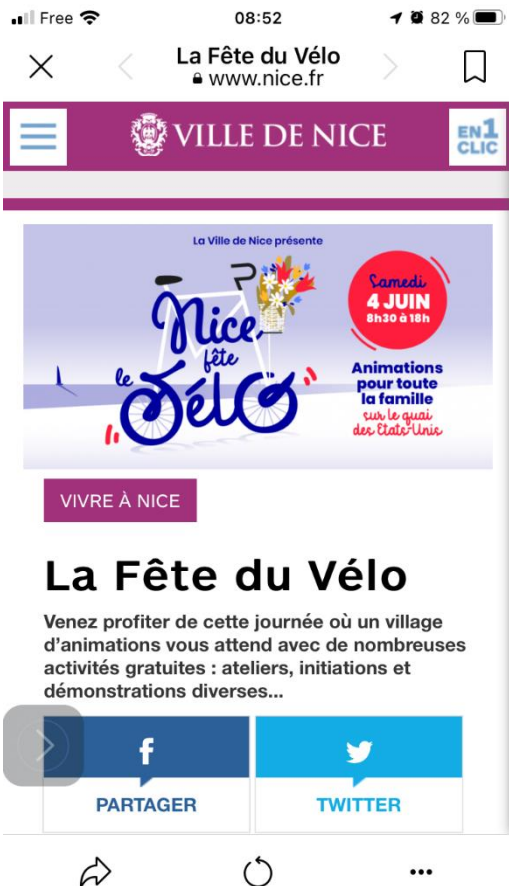 Free
08:52
82 %
La Fête du Vélo
www.nice.fr
VILLE DE NICE
EN1
CLIC
La Ville de Nice présente
Nice
fête
le Vélo
Samedi
4 JUIN
8h30 à 18h
Animations
pour toute
la famille
sur le quai
des Etats-Unis
VIVRE À NICE
La Fête du Vélo
Venez profiter de cette journée où un village
d'animations vous attend avec de nombreuses
activités gratuites : ateliers, initiations et
démonstrations diverses...
PARTAGER
TWITTER